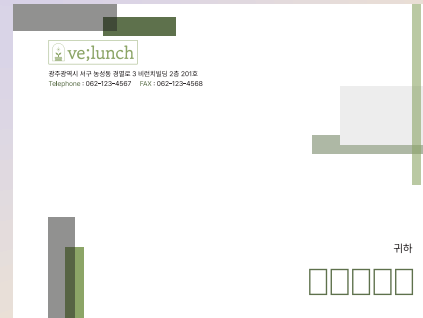 ve;lunch
광주광역시 서구 농성동 경열로 3 비런치빌딩 2층 201호
Telephone : 062-123-4567 FAX : 062-123-4568
귀하